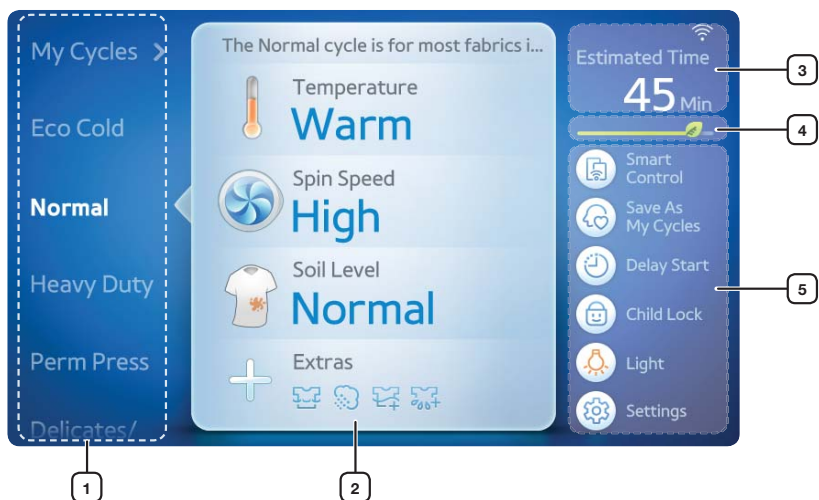 My Cycles
Eco Cold
Normal
Heavy Duty
Perm Press
Delicates/
The Normal cycle is for most fabrics i...
Temperature
Warm
Spin Speed
High
Soil Level
Normal
Extras
Estimated Time
45 Min
Smart
Control
Save As
My Cycles
Delay Start
Child Lock
Light
Settings
1
2
3
4
5